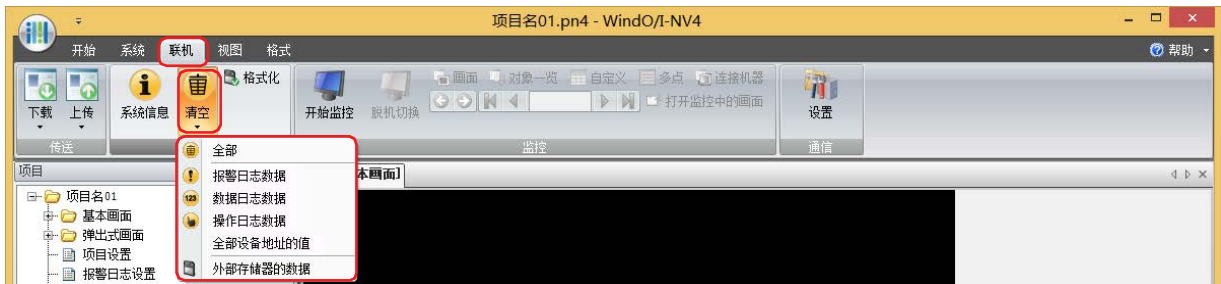 项目名01.pn4 - WindO/I-NV4
开始 系统 联机 视图 格式 帮助
下载 上传 系统信息 清空 格式化 开始监控 脱机切换 画面 对象一览 自定义 多点 连接机器 打开监控中的画面 设置
传送 监控 通信
全部
报警日志数据
数据日志数据
操作日志数据
全部设备地址的值
外部存储器的数据
项目 本画面]
项目名01
基本画面
弹出式画面
项目设置
报警日志设置